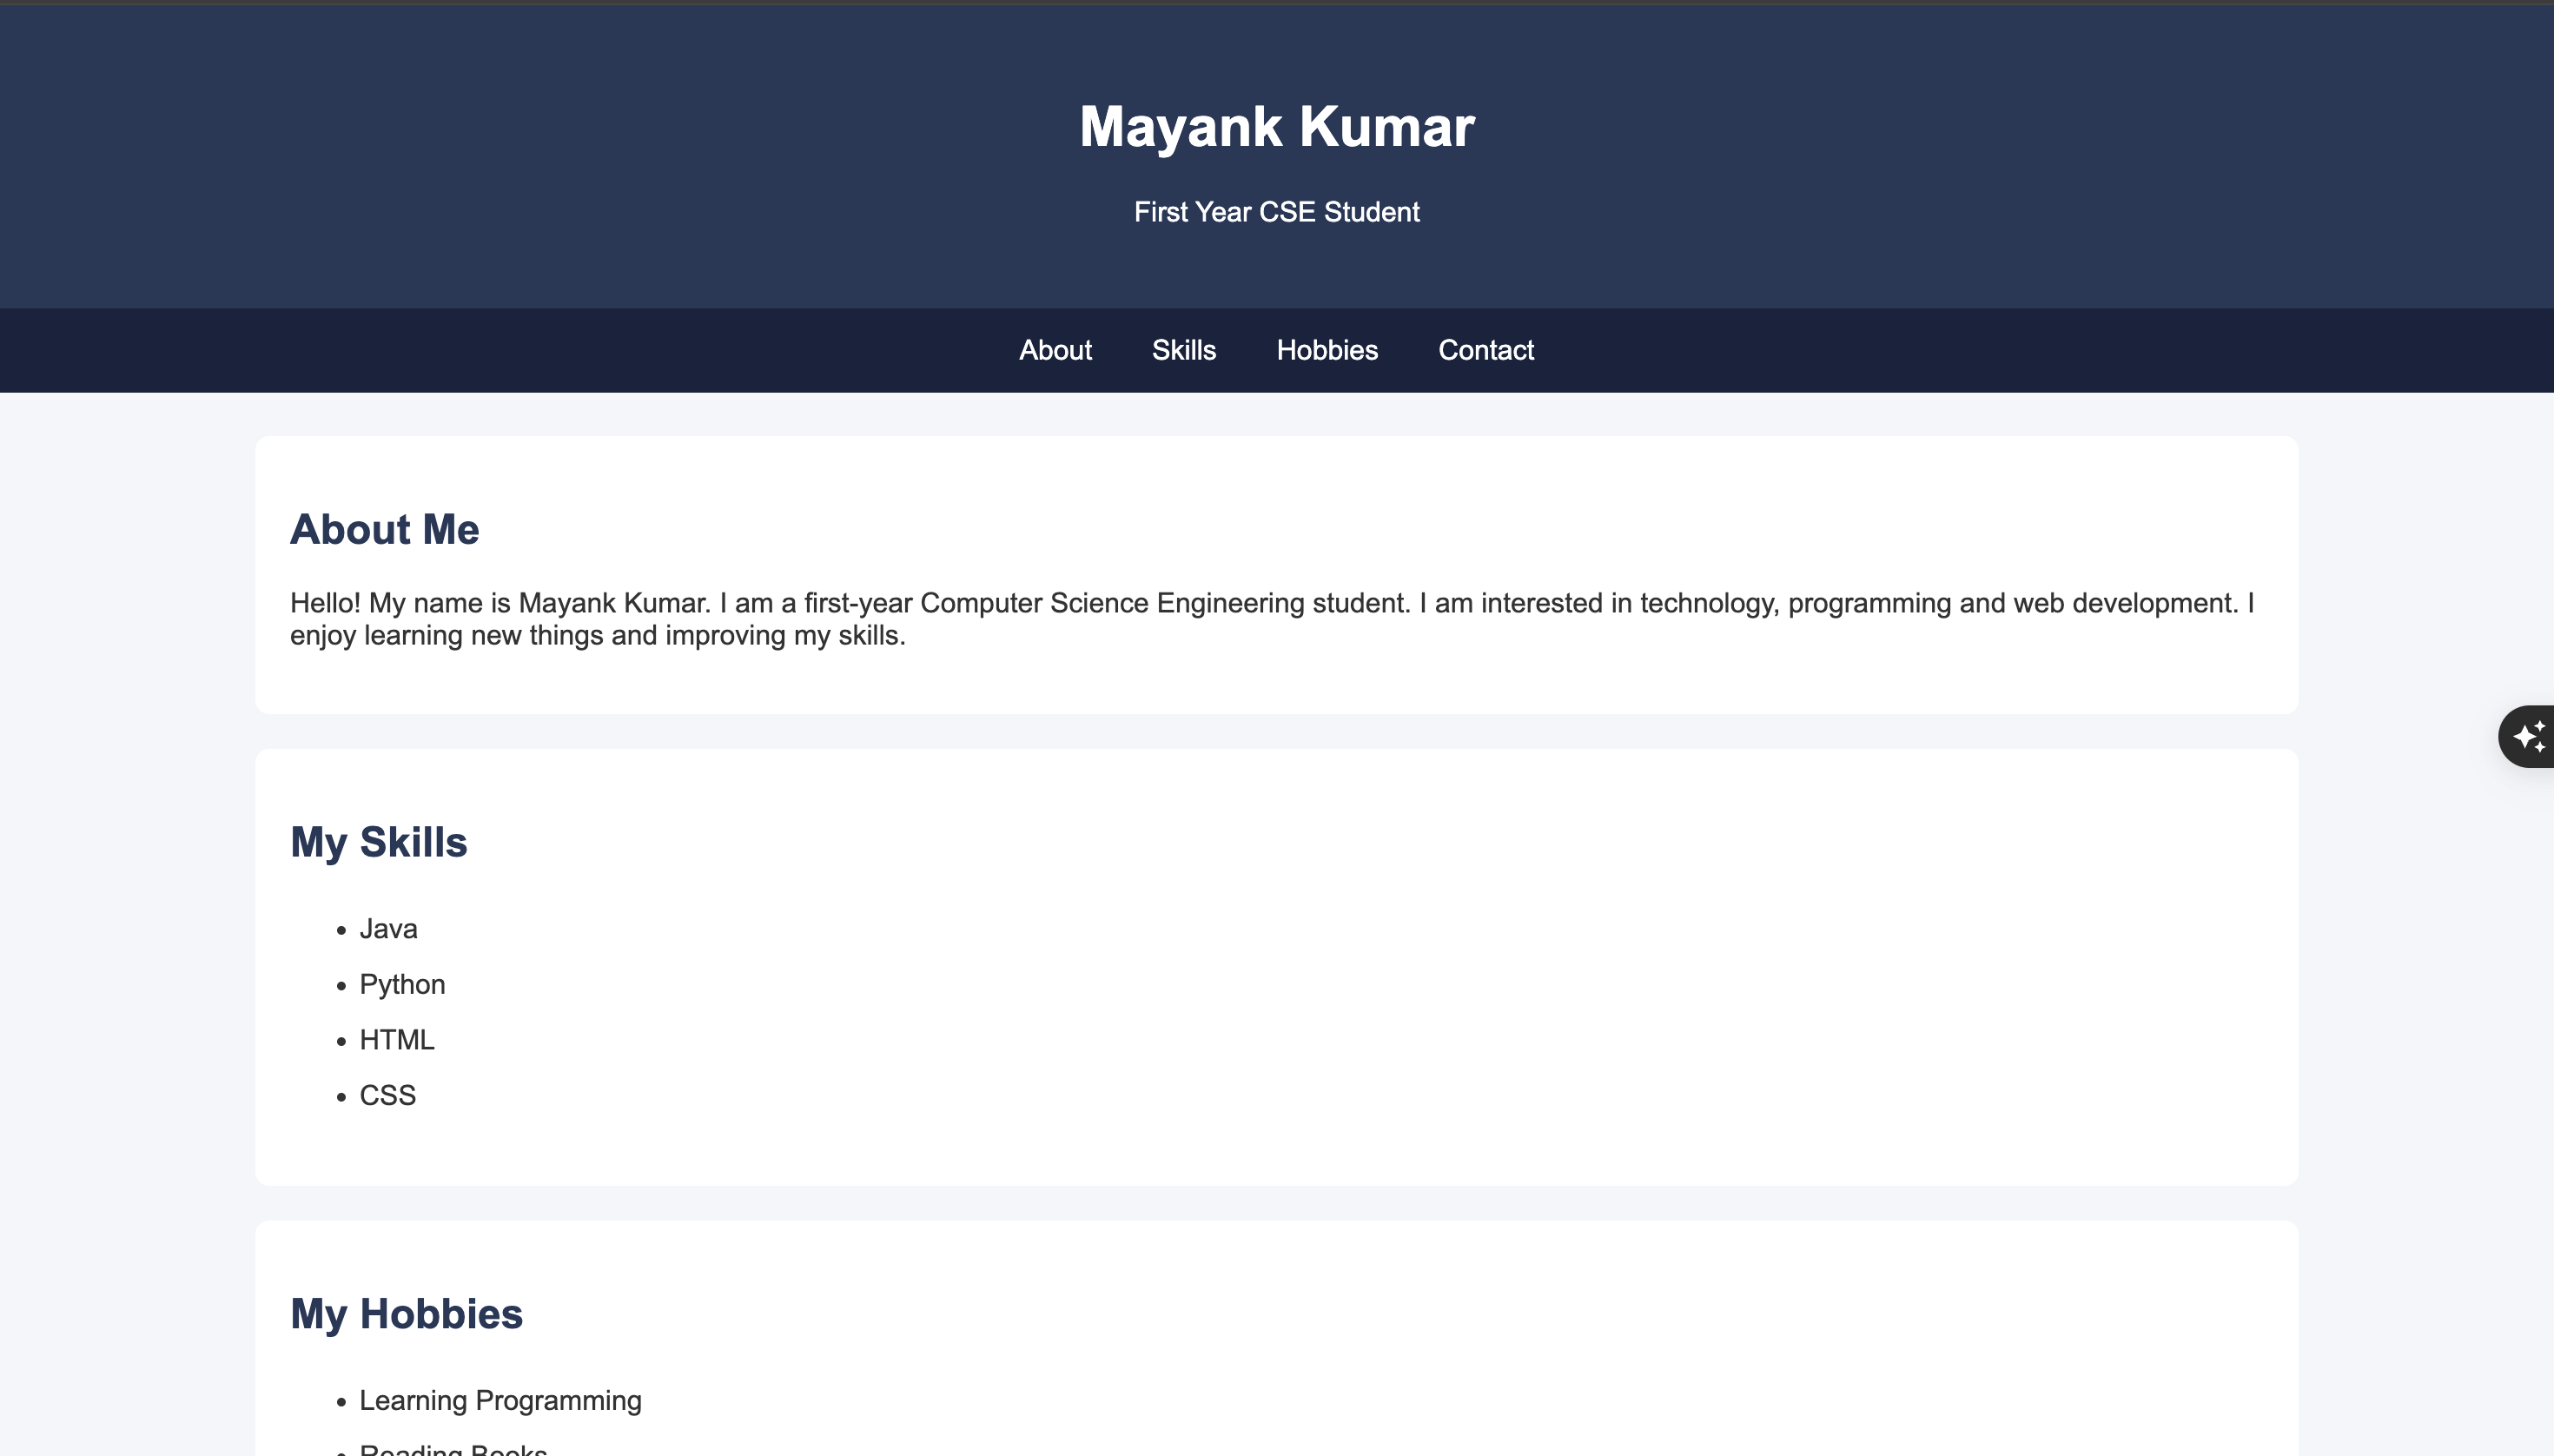 Mayank Kumar
First Year CSE Student
About Skills Hobbies Contact
About Me
Hello! My name is Mayank Kumar. I am a first-year Computer Science Engineering student. I am interested in technology, programming and web development. I
enjoy learning new things and improving my skills.
My Skills
• Java
• Python
• HTML
• CSS
My Hobbies
• Learning Programming
• Reading Books